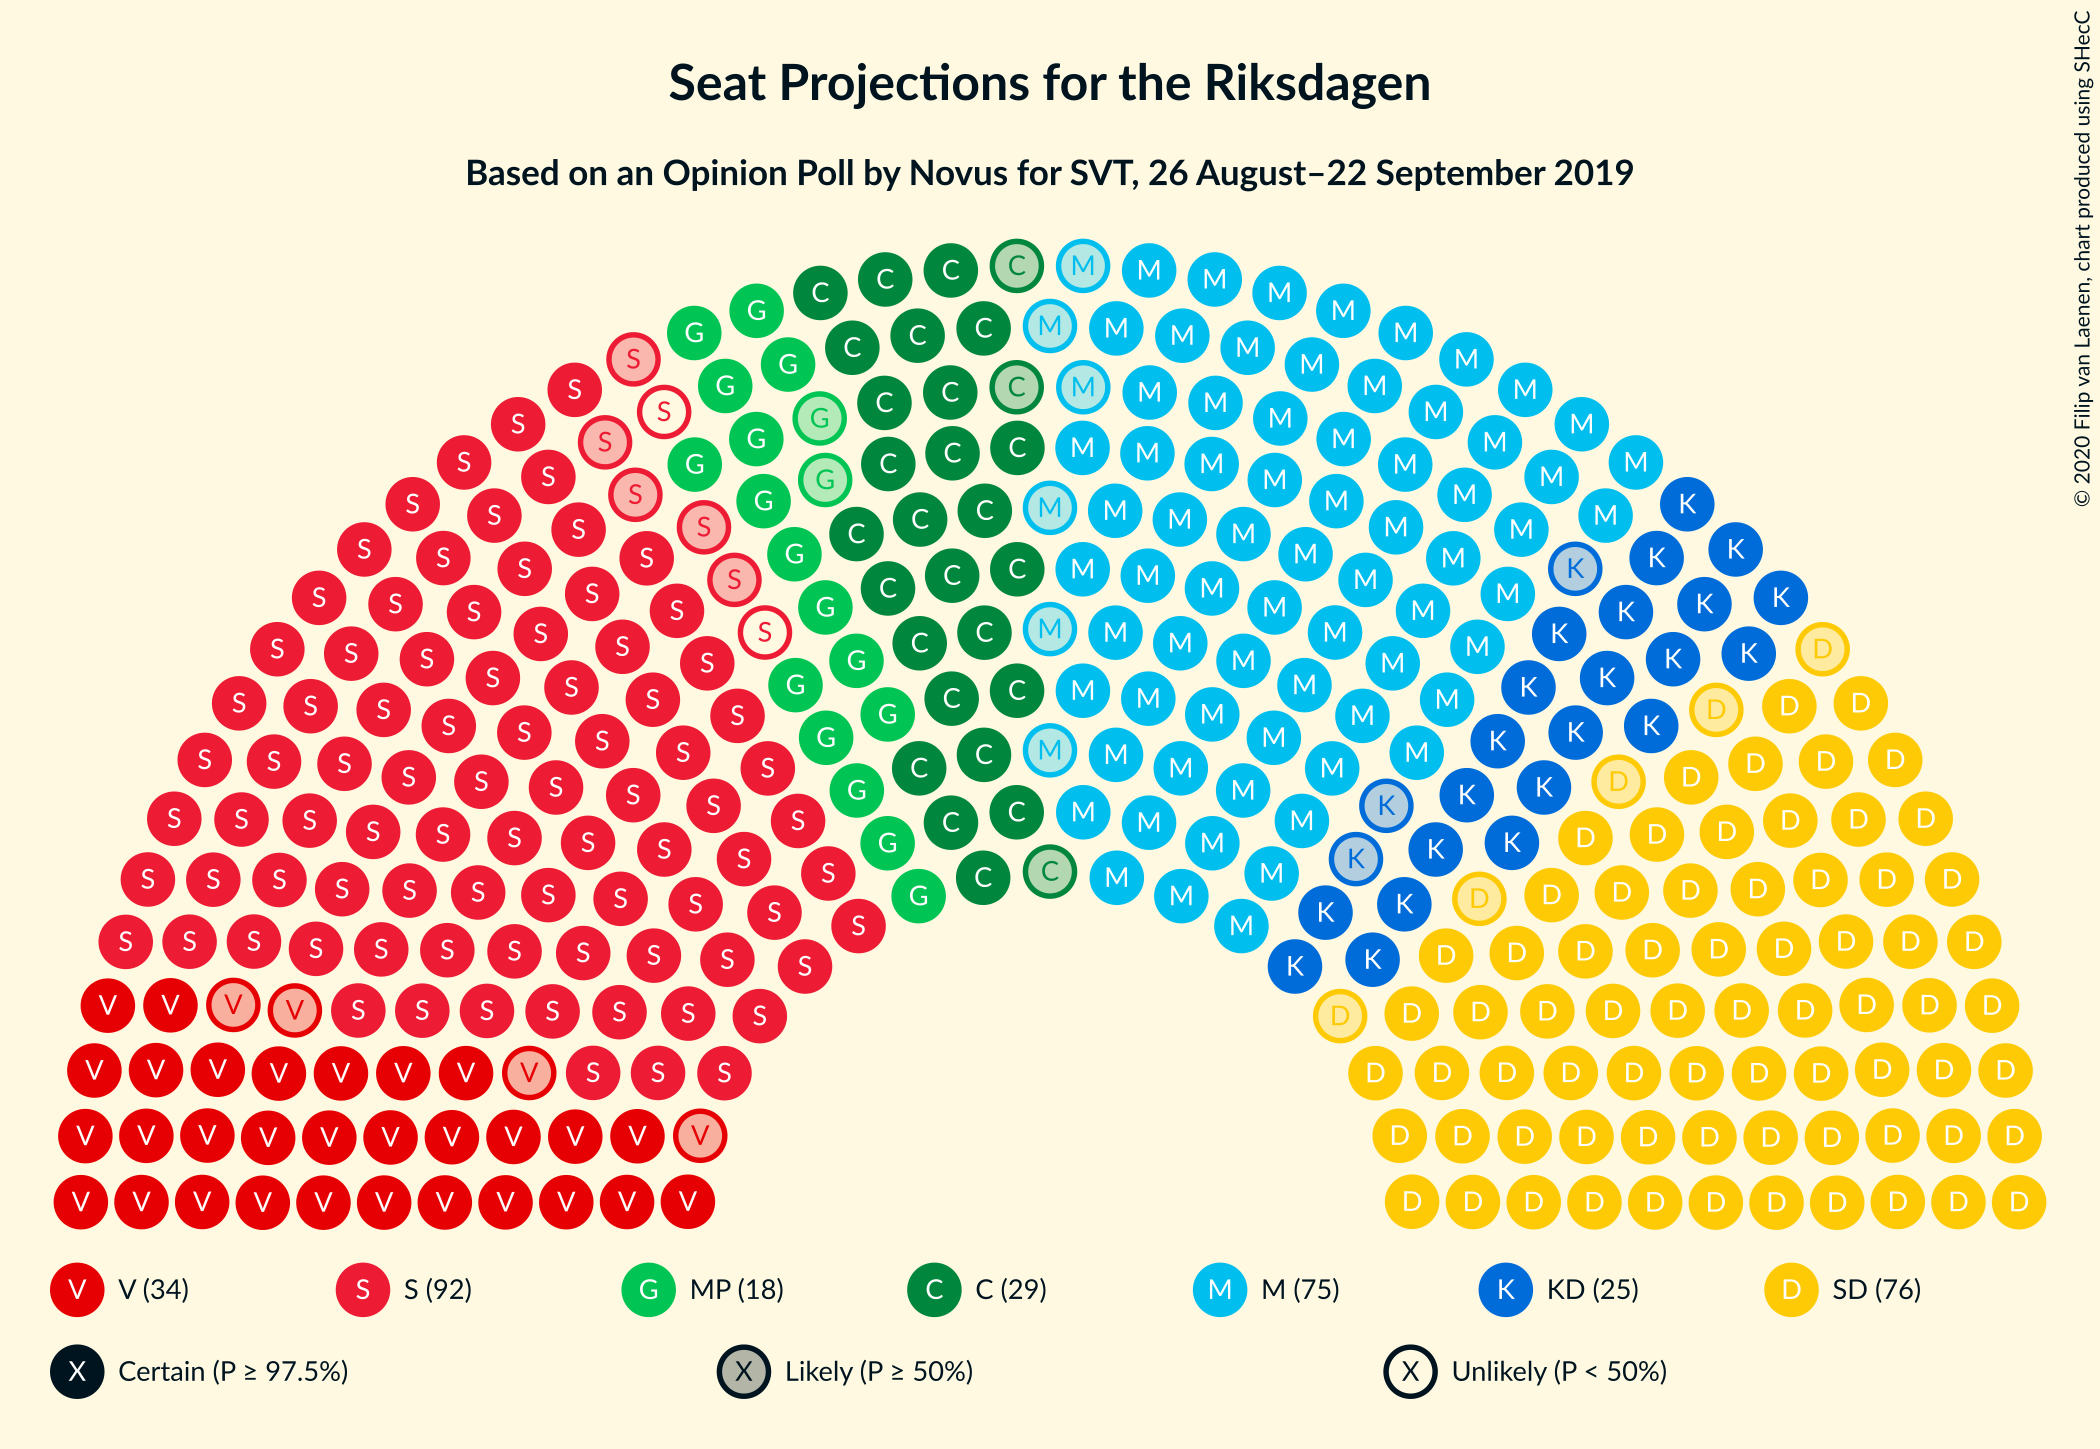 Seat Projections for the Riksdagen
Based on an Opinion Poll by Novus for SVT, 26 August–22 September 2019
© 2020 Filip van Laenen, chart produced using SHecC
V V (34) S S (92) G MP (18) C C (29) M M (75) K KD (25) D SD (76)
X Certain (P ≥ 97.5%) X Likely (P ≥ 50%) X Unlikely (P < 50%)